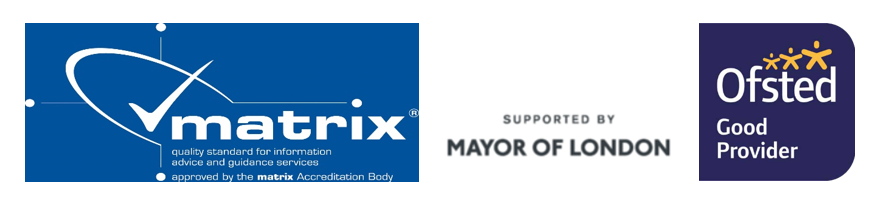 matrix®
quality standard for information
advice and guidance services
approved by the matrix Accreditation Body
SUPPORTED BY
MAYOR OF LONDON
Ofsted
Good
Provider